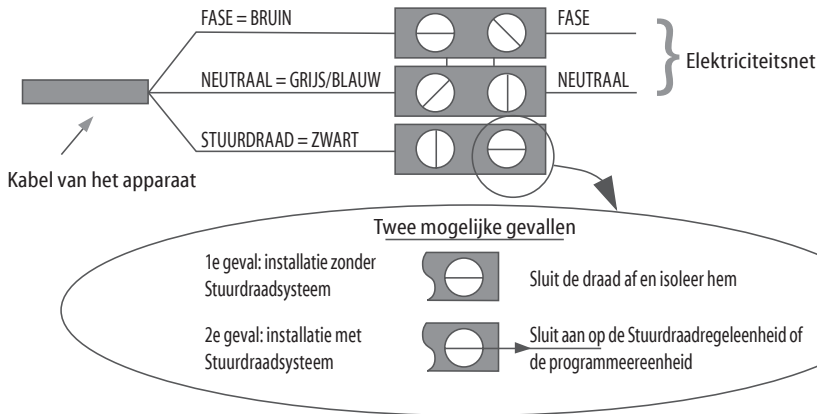 FASE = BRUIN
FASE
NEUTRAAL = GRIJS/BLAUW
NEUTRAAL
Elektriciteitsnet
STUURDRAAD = ZWART
Kabel van het apparaat
Twee mogelijke gevallen
1e geval: installatie zonder
Stuurdraadsysteem
Sluit de draad af en isoleer hem
2e geval: installatie met
Stuurdraadsysteem
Sluit aan op de Stuurdraadregeleenheid of
de programmeereenheid